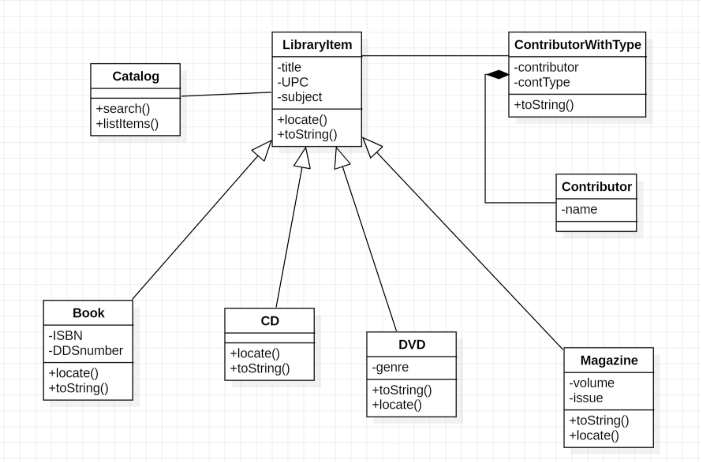 LibraryItem
-title
-UPC
-subject
+locate()
+toString()
ContributorWithType
-contributor
-contType
+toString()
Catalog
+search()
+listItems()
Contributor
-name
Book
-ISBN
-DDSnumber
+locate()
+toString()
CD
+locate()
+toString()
DVD
-genre
+toString()
+locate()
Magazine
-volume
-issue
+toString()
+locate()